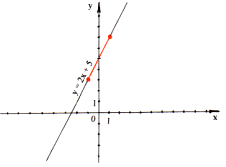 y
y = 2x + 5
1
0 1 x